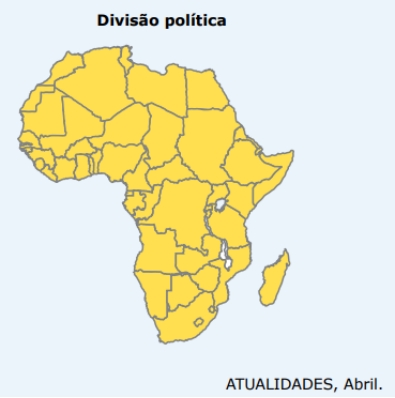 Divisão política
ATUALIDADES, Abril.